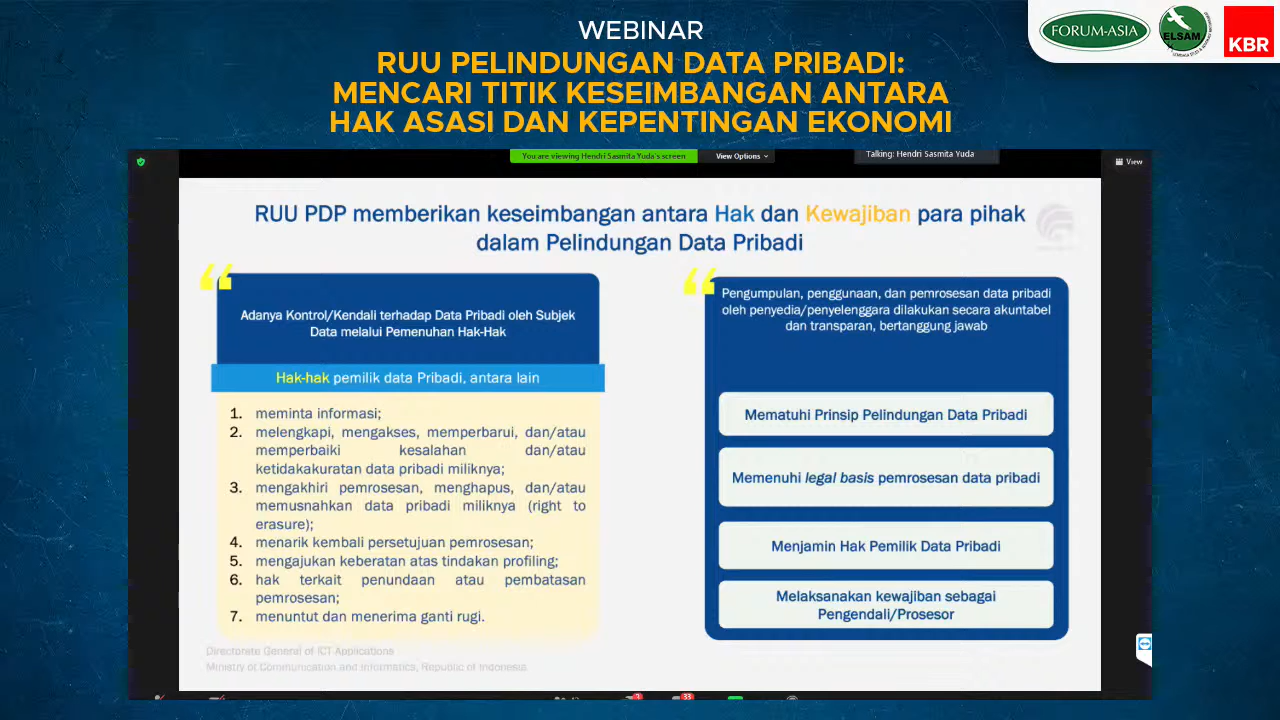 WEBINAR
RUU PELINDUNGAN DATA PRIBADI:
MENCARI TITIK KESEIMBANGAN ANTARA
HAK ASASI DAN KEPENTINGAN EKONOMI
FORUM-ASIA
ELSAM
KBR
You are viewing Hendri Sasmita Yuda's screen
View Options
Talking: Hendri Sasmita Yuda
View
RUU PDP memberikan keseimbangan antara Hak dan Kewajiban para pihak
dalam Pelindungan Data Pribadi
Adanya Kontrol/Kendali terhadap Data Pribadi oleh Subjek
Data melalui Pemenuhan Hak-Hak
Hak-hak pemilik data Pribadi, antara lain
1. meminta informasi;
2. melengkapi, mengakses, memperbarui, dan/atau
memperbaiki kesalahan dan/atau
ketidakakuratan data pribadi miliknya;
3. mengakhiri pemrosesan, menghapus, dan/atau
memusnahkan data pribadi miliknya (right to
erasure);
4. menarik kembali persetujuan pemrosesan;
5. mengajukan keberatan atas tindakan profiling;
6. hak terkait penundaan atau pembatasan
pemrosesan;
7. menuntut dan menerima ganti rugi.
Pengumpulan, penggunaan, dan pemrosesan data pribadi
oleh penyedia/penyelenggara dilakukan secara akuntabel
dan transparan, bertanggung jawab
Mematuhi Prinsip Pelindungan Data Pribadi
Memenuhi legal basis pemrosesan data pribadi
Menjamin Hak Pemilik Data Pribadi
Melaksanakan kewajiban sebagai
Pengendali/Prosesor
Directorate General of ICT Applications
Ministry of Communication and Informatics, Republic of Indonesia
33